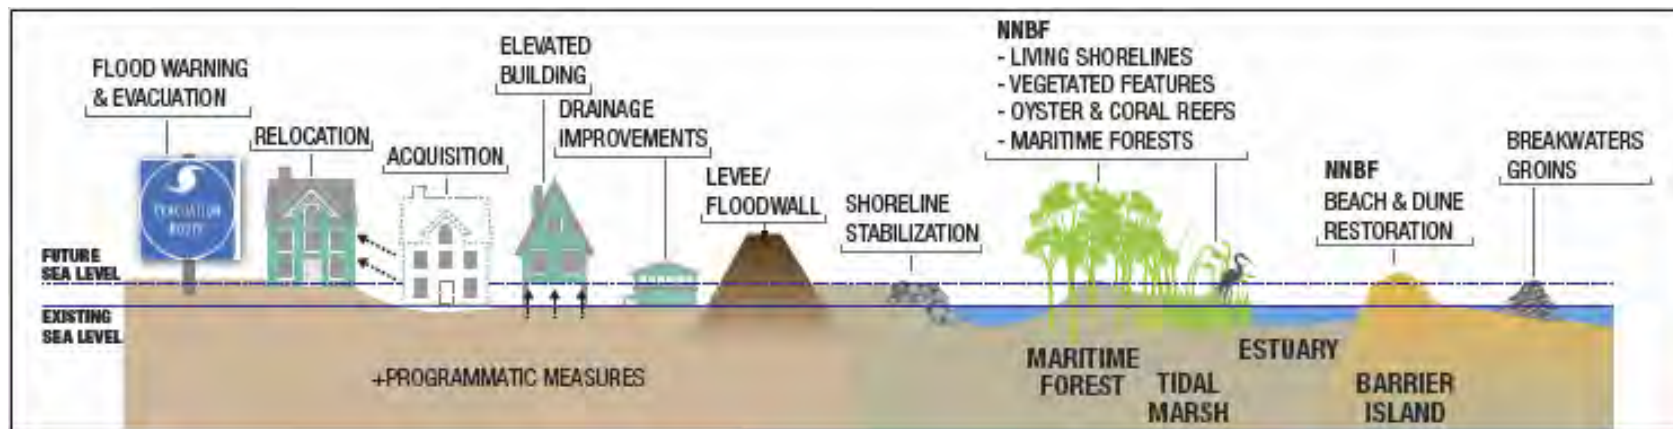 FLOOD WARNING
& EVACUATION
RELOCATION
ACQUISITION
ELEVATED
BUILDING
DRAINAGE
IMPROVEMENTS
LEVEE/
FLOODWALL
SHORELINE
STABILIZATION
NNBF
- LIVING SHORELINES
- VEGETATED FEATURES
- OYSTER & CORAL REEFS
- MARITIME FORESTS
NNBF
BEACH & DUNE
RESTORATION
BREAKWATERS
GROINS
EVACUATION
ROUTE
FUTURE
SEA LEVEL
EXISTING
SEA LEVEL
+PROGRAMMATIC MEASURES
MARITIME
FOREST
TIDAL
MARSH
ESTUARY
BARRIER
ISLAND